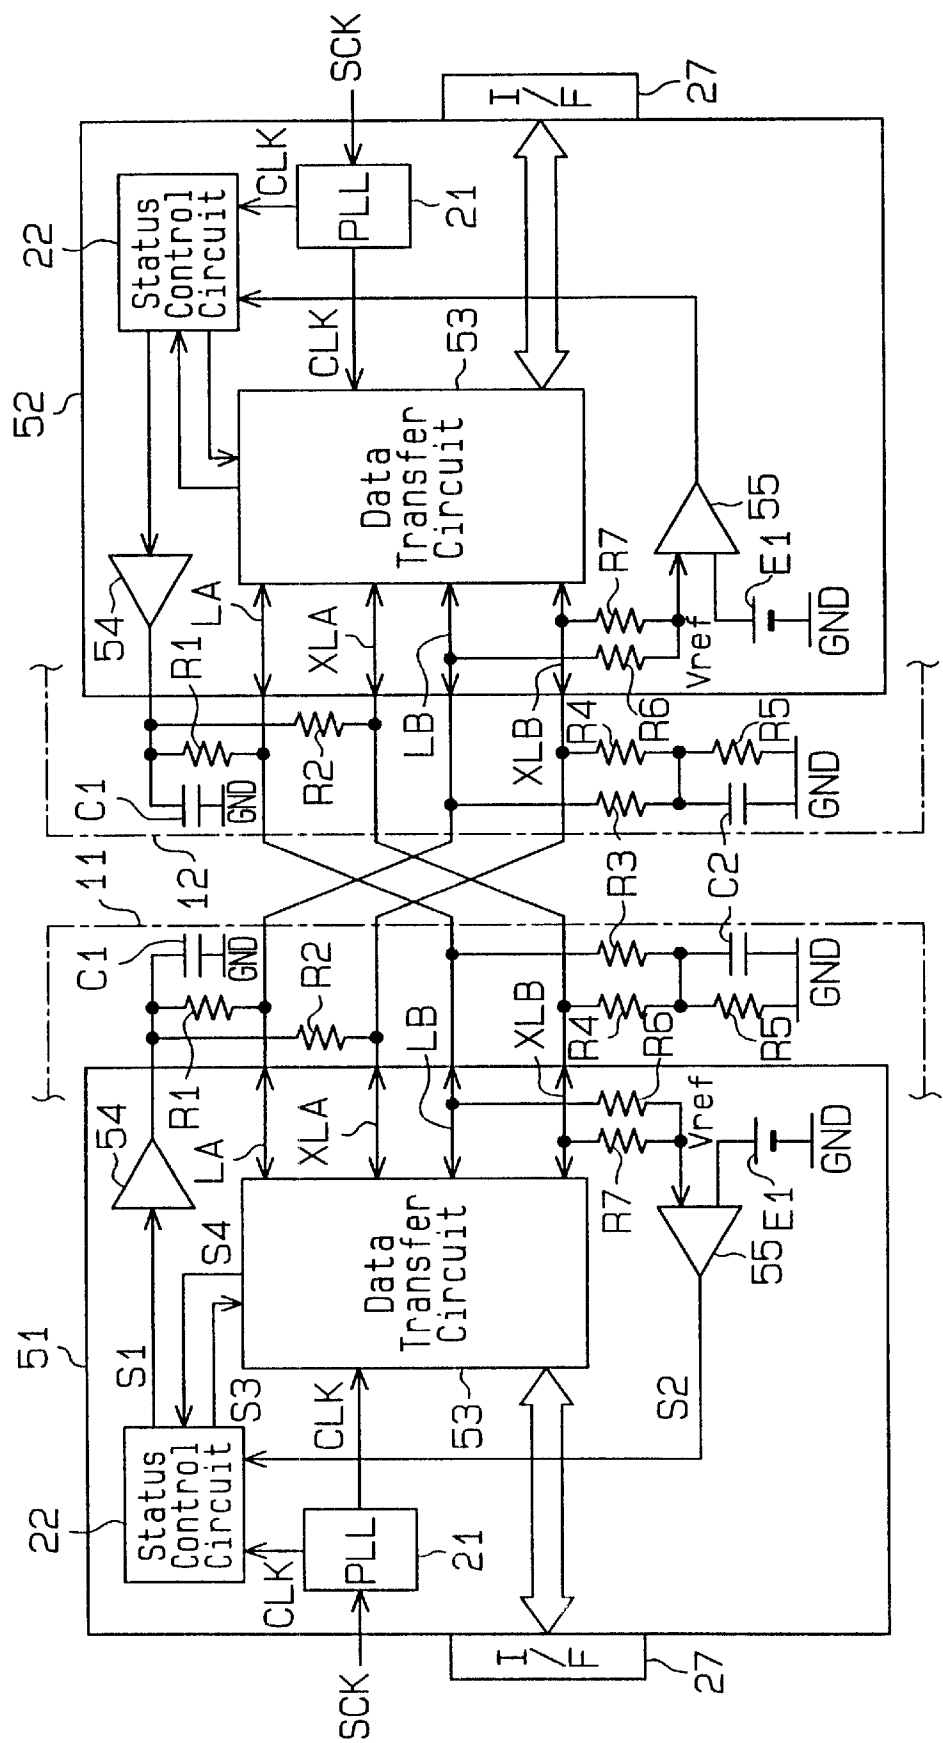 51
22
Status
Control
Circuit
S1
S3
S4
54
C1
11
R1
GND
R2
LA
XLA
LB
XLB
CLK
CLK
PLL
21
SCK
53
Data
Transfer
Circuit
I/F
27
S2
R7
R6
R4
R3
R5
C2
GND
Vref
55
E1
GND
52
22
Status
Control
Circuit
54
C1
12
R1
GND
R2
LA
XLA
LB
XLB
CLK
CLK
PLL
21
SCK
53
Data
Transfer
Circuit
I/F
27
R7
R6
R4
R3
R5
GND
Vref
55
E1
GND